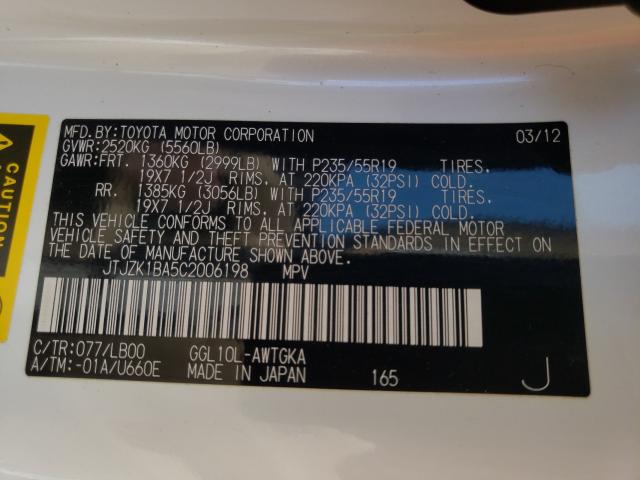 MFD.BY:TOYOTA MOTOR CORPORATION 03/12
GVWR:2520KG (5560LB)
GAWR:FRT. 1360KG (2999LB) WITH P235/55R19 TIRES.
19X7 1/2J RIMS. AT 220KPA (32PSI) COLD.
RR. 1385KG (3056LB) WITH P235/55R19 TIRES.
19X7 1/2J RIMS. AT 220KPA (32PSI) COLD.
THIS VEHICLE CONFORMS TO ALL APPLICABLE FEDERAL MOTOR
VEHICLE SAFETY AND THEFT PREVENTION STANDARDS IN EFFECT ON
THE DATE OF MANUFACTURE SHOWN ABOVE.
JTJZK1BA5C2006198 MPV
C/TR:077/LB00 GGL10L-AWTGKA
A/TM:-01A/U660E MADE IN JAPAN 165 J
CAUTION